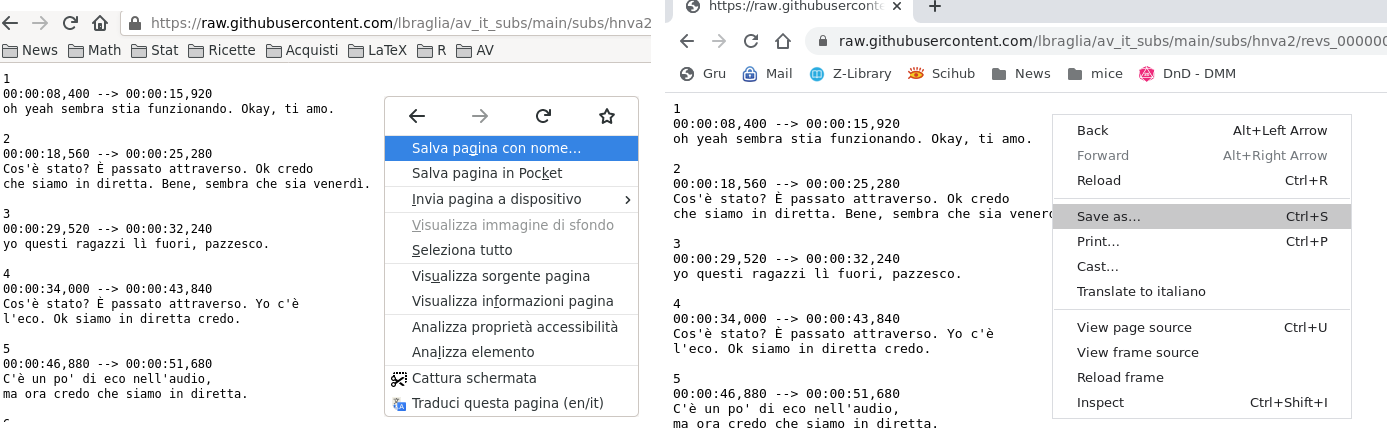 https://raw.githubusercontent.com/lbraglia/av_it_subs/main/subs/hnva2
News Math Stat Ricette Acquisti LaTeX R AV
1
00:00:08,400 --> 00:00:15,920
oh yeah sembra stia funzionando. Okay, ti amo.
2
00:00:18,560 --> 00:00:25,280
Cos'è stato? È passato attraverso. Ok credo
che siamo in diretta. Bene, sembra che sia venerdì.
3
00:00:29,520 --> 00:00:32,240
yo questi ragazzi lì fuori, pazzesco.
4
00:00:34,000 --> 00:00:43,840
Cos'è stato? È passato attraverso. Yo c'è
l'eco. Ok siamo in diretta credo.
5
00:00:46,880 --> 00:00:51,680
C'è un po' di eco nell'audio,
ma ora credo che siamo in diretta.
Salva pagina con nome...
Salva pagina in Pocket
Invia pagina a dispositivo
Visualizza immagine di sfondo
Seleziona tutto
Visualizza sorgente pagina
Visualizza informazioni pagina
Analizza proprietà accessibilità
Analizza elemento
Cattura schermata
Traduci questa pagina (en/it)
https://raw.githubusercontent
raw.githubusercontent.com/lbraglia/av_it_subs/main/subs/hnva2/revs_000000
Gru Mail Z-Library Scihub News mice DnD - DMM
1
00:00:08,400 --> 00:00:15,920
oh yeah sembra stia funzionando. Okay, ti amo.
2
00:00:18,560 --> 00:00:25,280
Cos'è stato? È passato attraverso. Ok credo
che siamo in diretta. Bene, sembra che sia venerd
3
00:00:29,520 --> 00:00:32,240
yo questi ragazzi lì fuori, pazzesco.
4
00:00:34,000 --> 00:00:43,840
Cos'è stato? È passato attraverso. Yo c'è
l'eco. Ok siamo in diretta credo.
5
00:00:46,880 --> 00:00:51,680
C'è un po' di eco nell'audio,
ma ora credo che siamo in diretta.
Back Alt+Left Arrow
Forward Alt+Right Arrow
Reload Ctrl+R
Save as... Ctrl+S
Print... Ctrl+P
Cast...
Translate to italiano
View page source Ctrl+U
View frame source
Reload frame
Inspect Ctrl+Shift+I